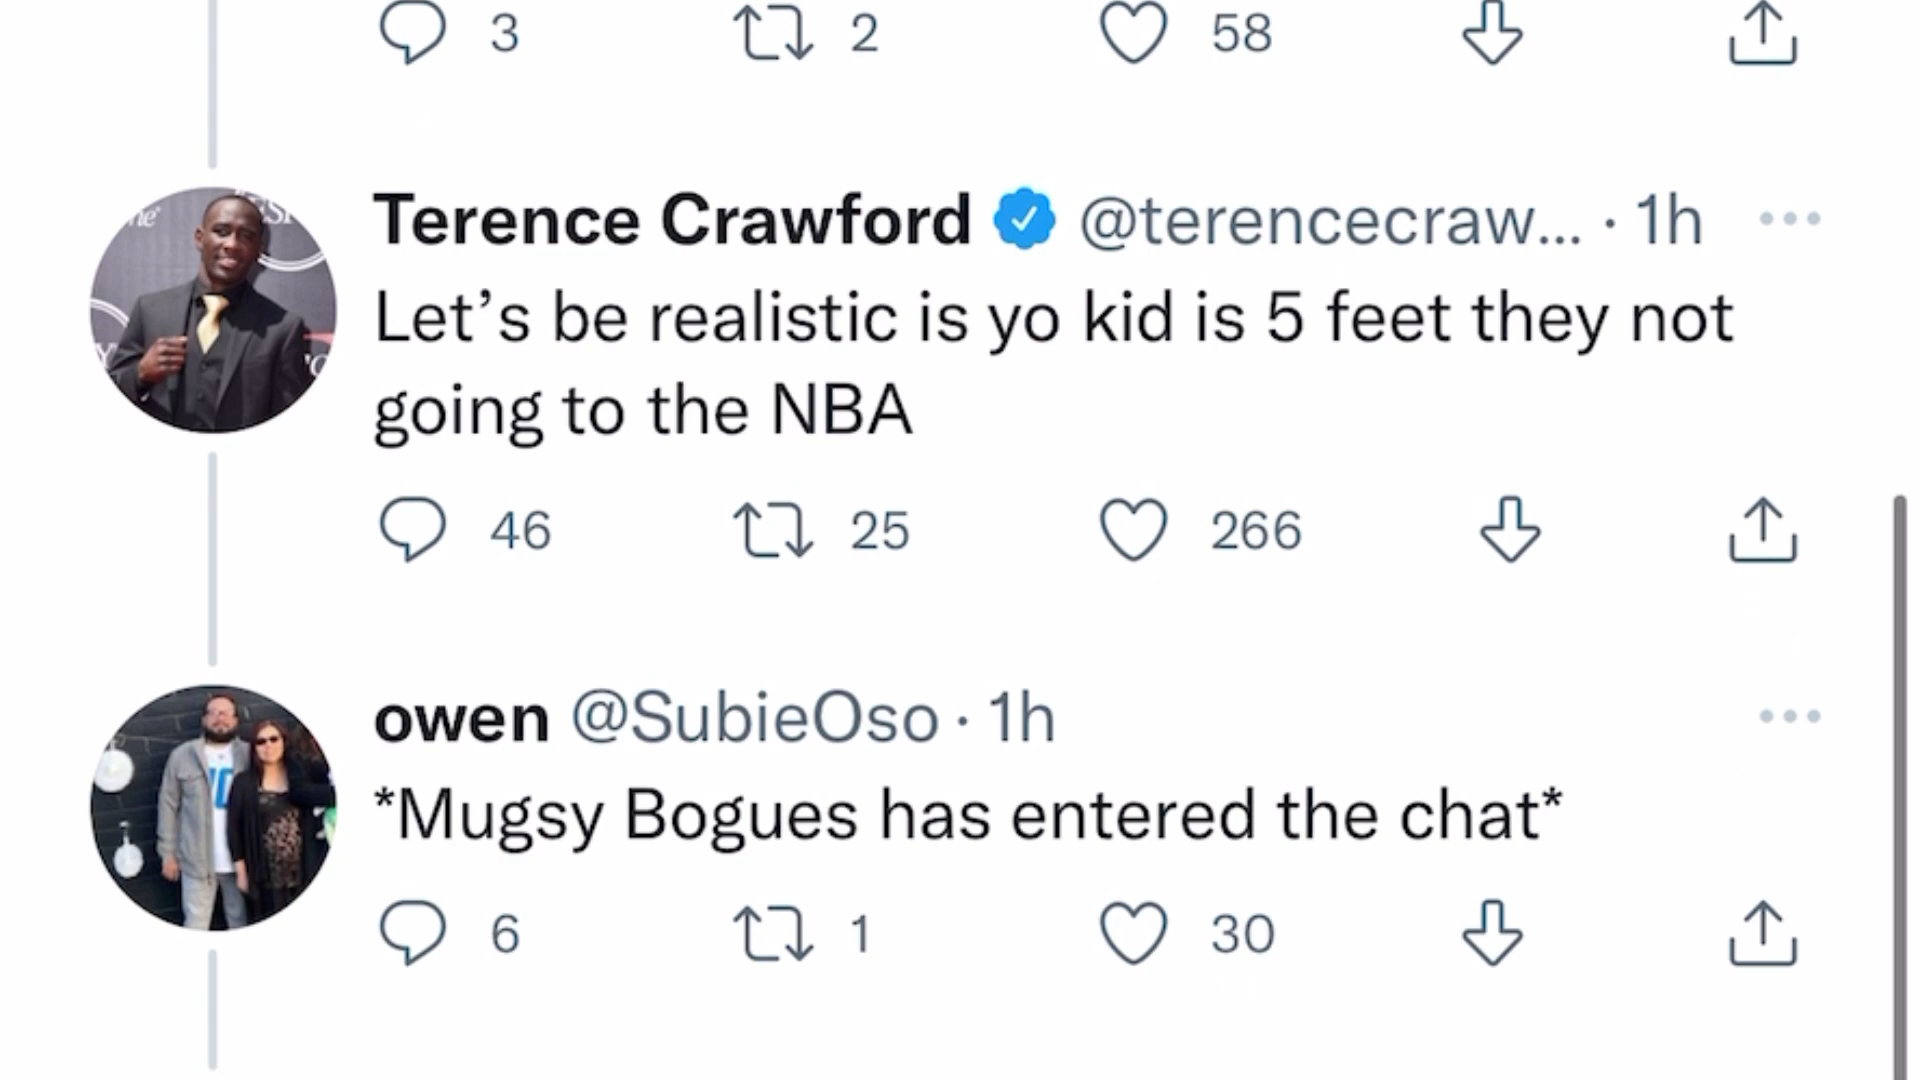 3 2 58
Terence Crawford @terencecraw... · 1h
Let’s be realistic is yo kid is 5 feet they not
going to the NBA
46 25 266
owen @SubieOso · 1h
*Mugsy Bogues has entered the chat*
6 1 30